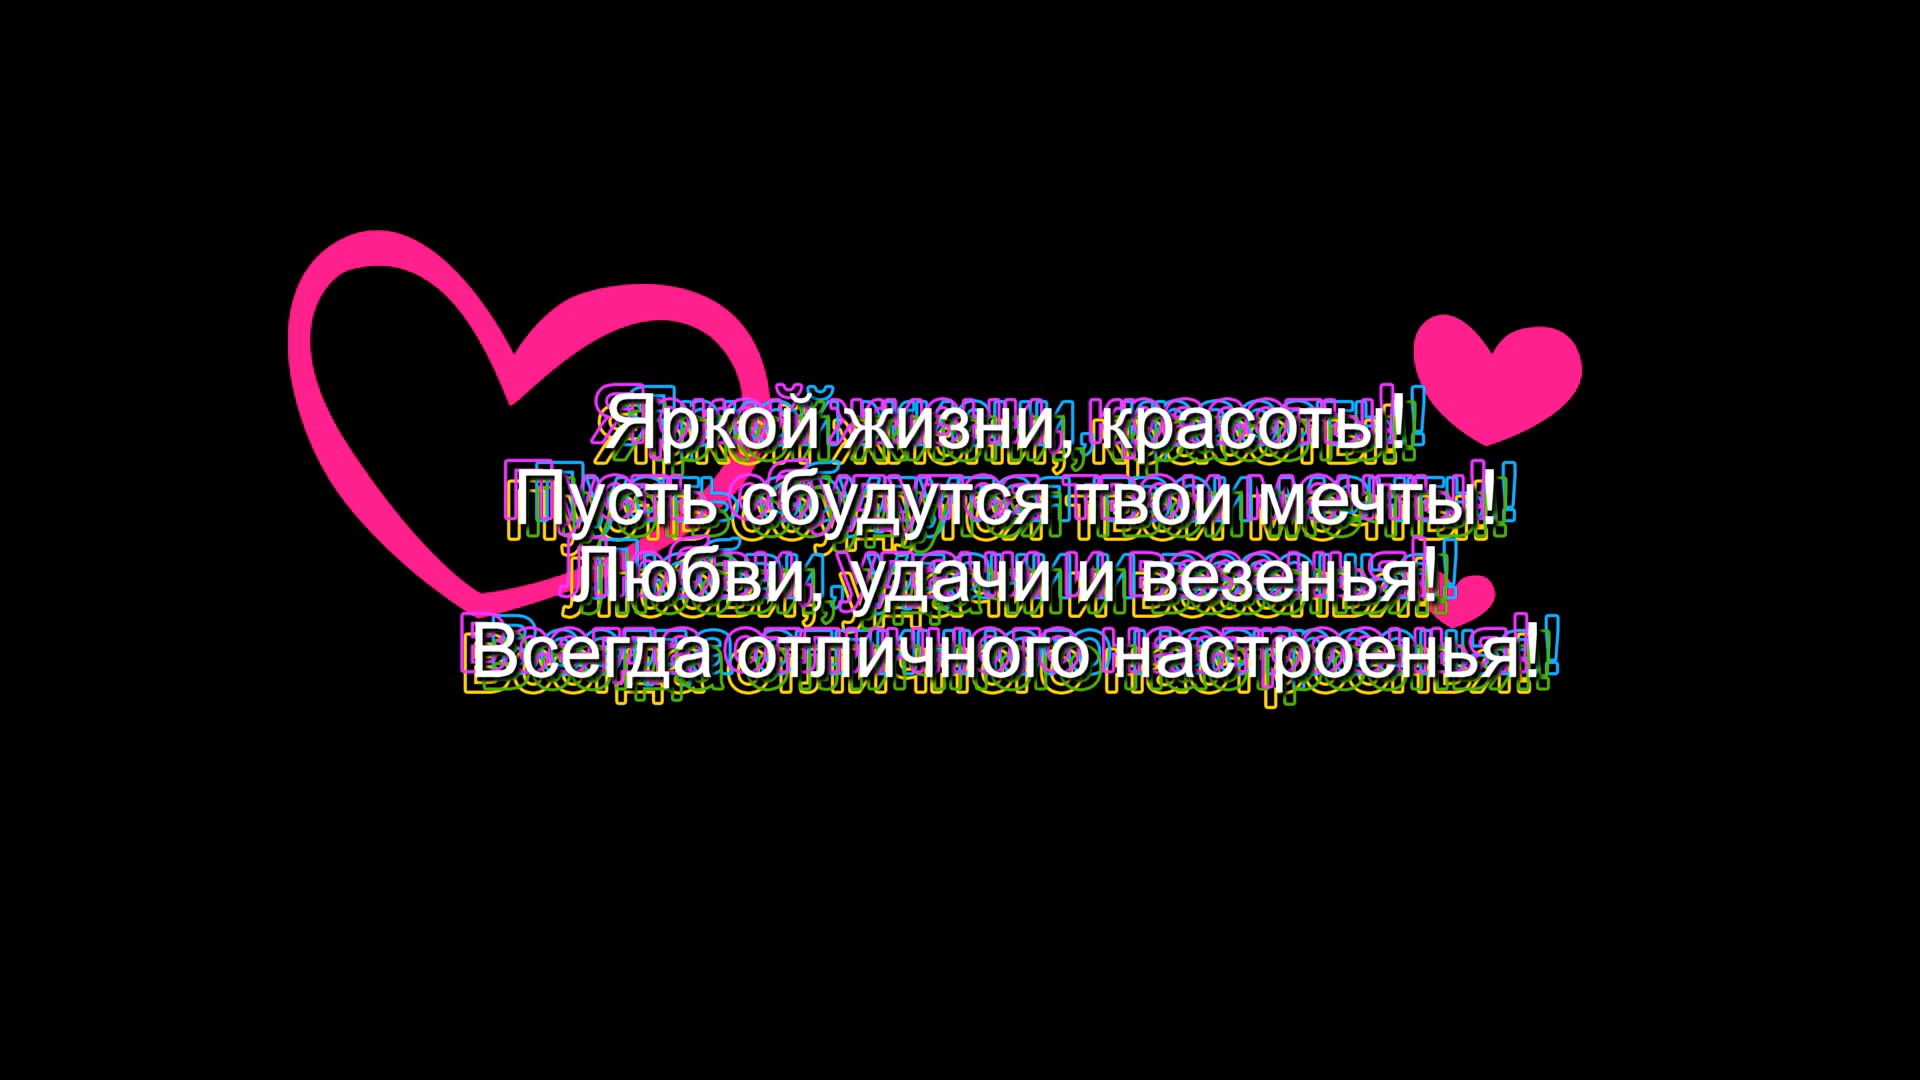 Яркой жизни, красоты!
Пусть сбудутся твои мечты!
Любви, удачи и везенья!
Всегда отличного настроенья!